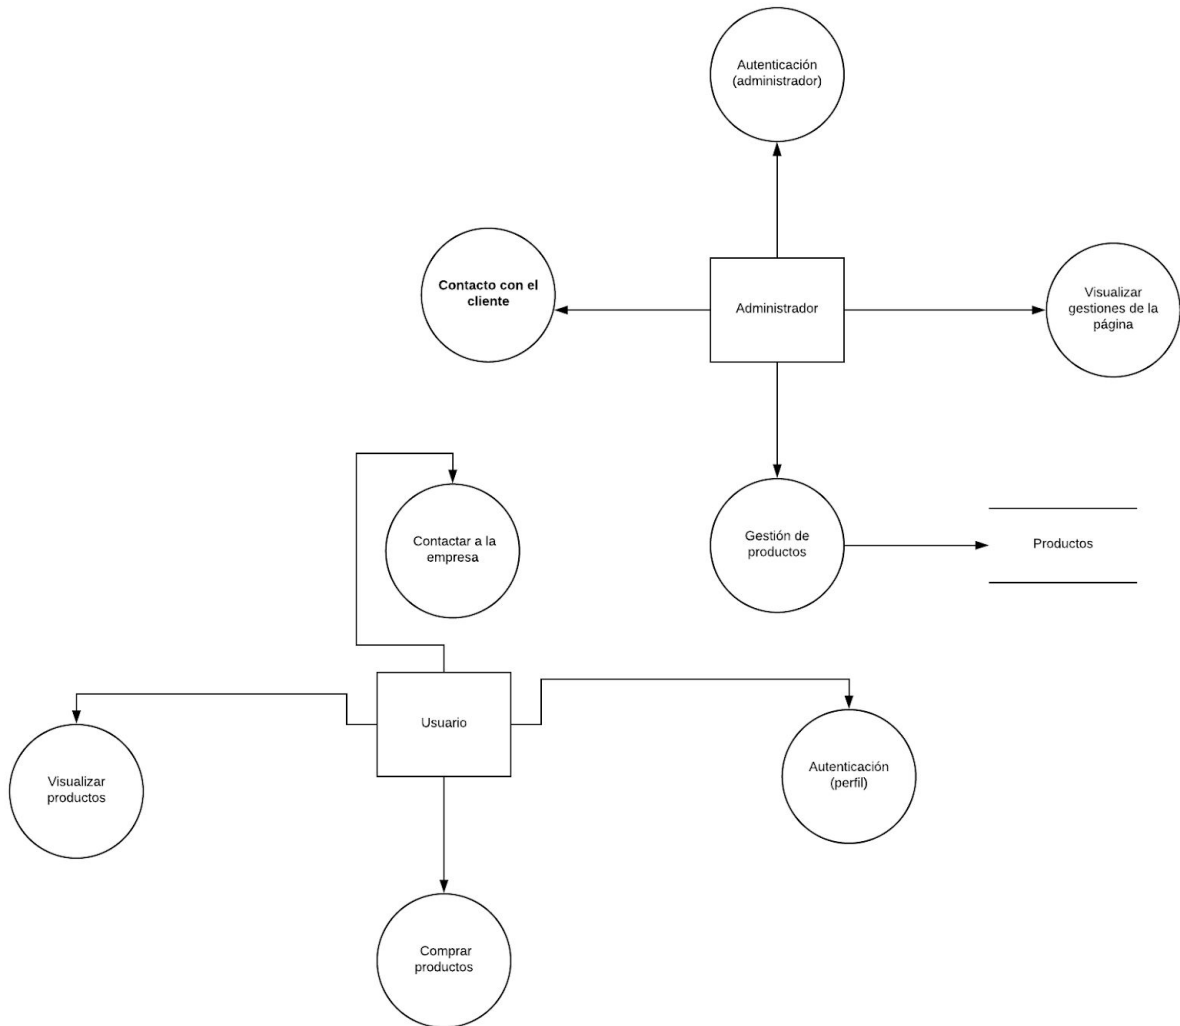 Autenticación
(administrador)
Contacto con el
cliente
Administrador
Visualizar
gestiones de la
página
Contactar a la
empresa
Gestión de
productos
Productos
Usuario
Visualizar
productos
Autenticación
(perfil)
Comprar
productos